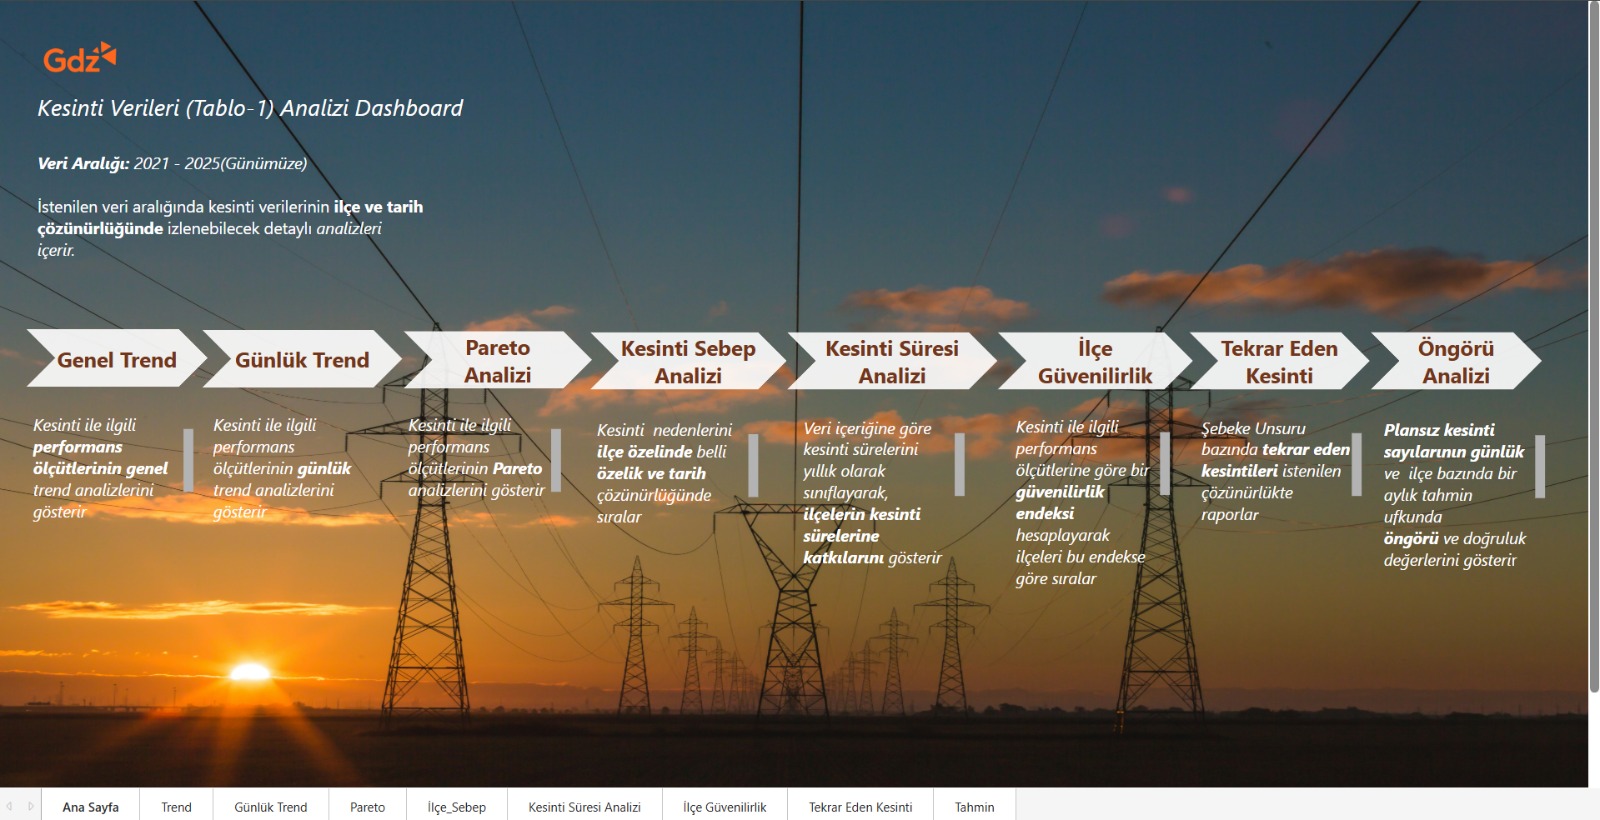 Gdz
Kesinti Verileri (Tablo-1) Analizi Dashboard
Veri Aralığı: 2021 - 2025(Günümüze)
İstenilen veri aralığında kesinti verilerinin ilçe ve tarih
çözünürlüğünde izlenebilecek detaylı analizleri
içerir.
Genel Trend
Kesinti ile ilgili
performans
ölçütlerinin genel
trend analizlerini
gösterir
Günlük Trend
Kesinti ile ilgili
performans
ölçütlerinin günlük
trend analizlerini
gösterir
Pareto
Analizi
Kesinti ile ilgili
performans
ölçütlerinin Pareto
analizlerini gösterir
Kesinti Sebep
Analizi
Kesinti nedenlerini
ilçe özelinde belli
özelik ve tarih
çözünürlüğünde
sıralar
Kesinti Süresi
Analizi
Veri içeriğine göre
kesinti sürelerini
yıllık olarak
sınıflayarak,
ilçelerin kesinti
sürelerine
katkılarını gösterir
İlçe
Güvenilirlik
Kesinti ile ilgili
performans
ölçütlerine göre bir
güvenilirlik
endeksi
hesaplayarak
ilçeleri bu endekse
göre sıralar
Tekrar Eden
Kesinti
Şebeke Unsuru
bazında tekrar eden
kesintileri istenilen
çözünürlükte
raporlar
Öngörü
Analizi
Plansız kesinti
sayılarının günlük
ve ilçe bazında bir
aylık tahmin
ufkunda
öngörü ve doğruluk
değerlerini gösterir
Ana Sayfa
Trend
Günlük Trend
Pareto
İlçe_Sebep
Kesinti Süresi Analizi
İlçe Güvenilirlik
Tekrar Eden Kesinti
Tahmin